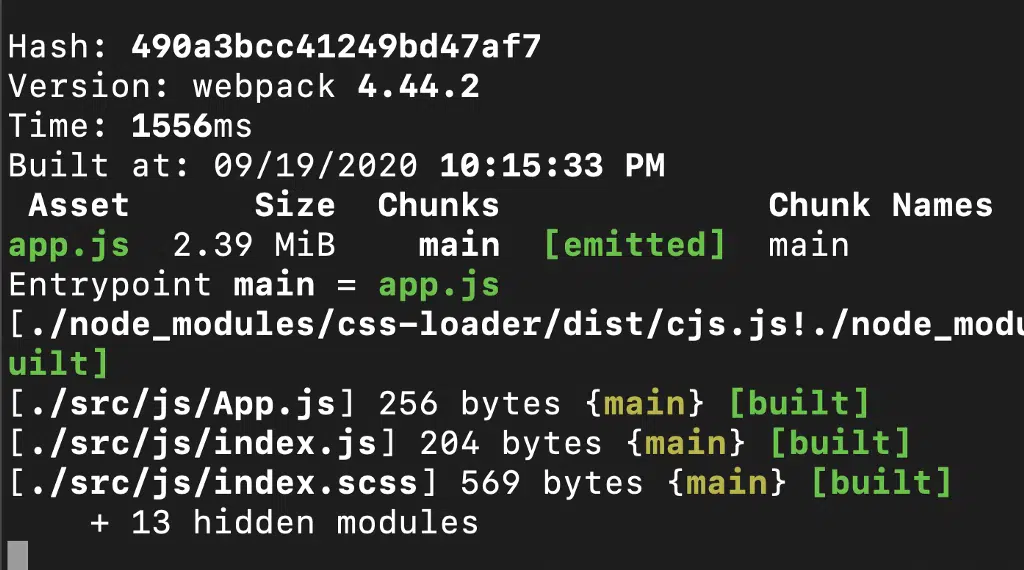 Hash: 490a3bcc41249bd47af7
Version: webpack 4.44.2
Time: 1556ms
Built at: 09/19/2020 10:15:33 PM
Asset Size Chunks Chunk Names
app.js 2.39 MiB main [emitted] main
Entrypoint main = app.js
[./node_modules/css-loader/dist/cjs.js!./node_modu
uilt]
[./src/js/App.js] 256 bytes {main} [built]
[./src/js/index.js] 204 bytes {main} [built]
[./src/js/index.scss] 569 bytes {main} [built]
+ 13 hidden modules